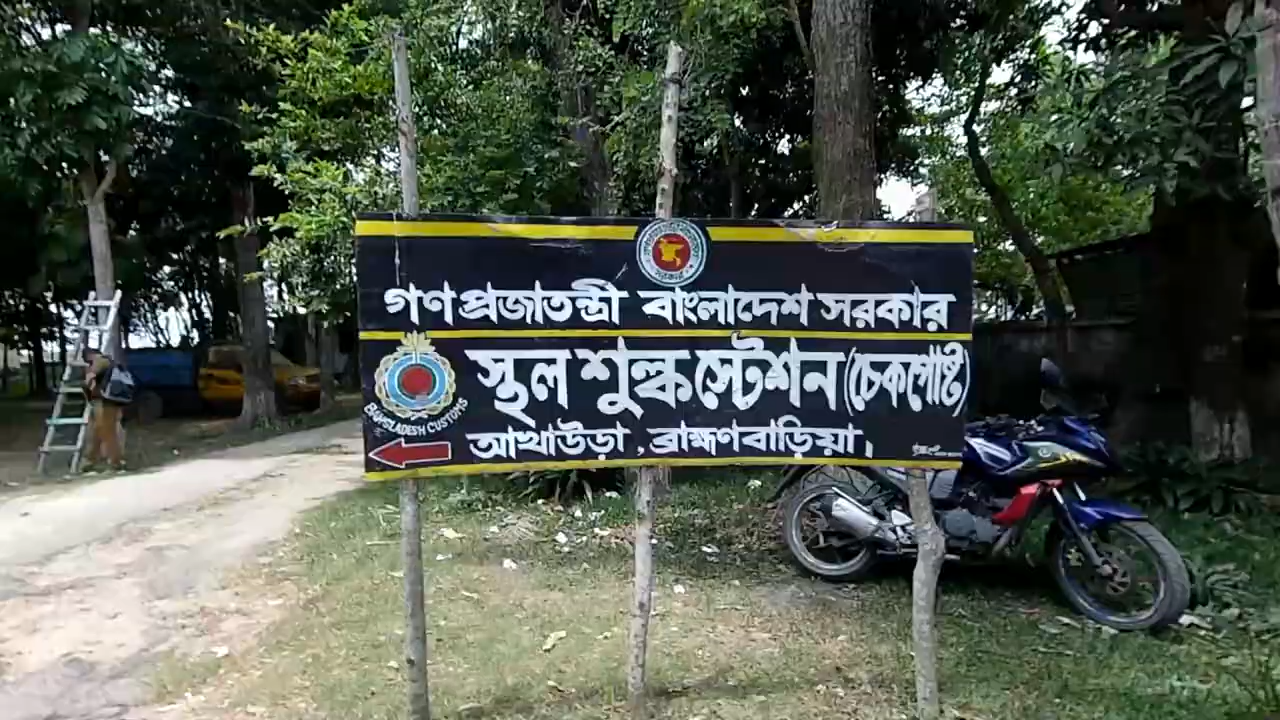 গণপ্রজাতন্ত্রী বাংলাদেশ সরকার
স্থল শুল্ক স্টেশন (চেকপোষ্ট)
BANGLADESH CUSTOMS
আখাউড়া, ব্রাহ্মণবাড়িয়া।